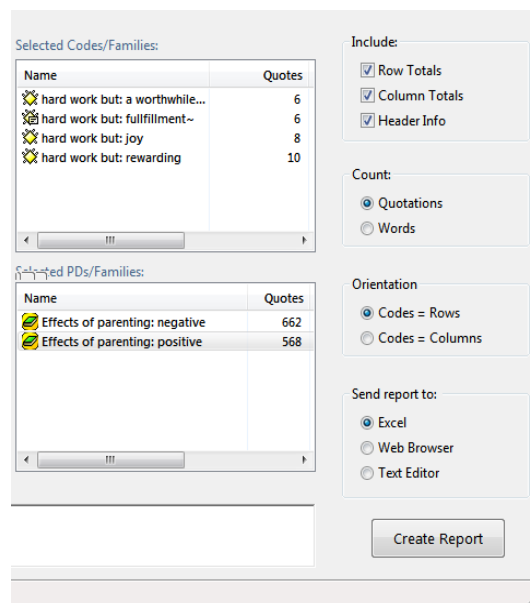 Selected Codes/Families:
Name Quotes
hard work but: a worthwhile... 6
hard work but: fullfillment~ 6
hard work but: joy 8
hard work but: rewarding 10
Selected PDs/Families:
Name Quotes
Effects of parenting: negative 662
Effects of parenting: positive 568
Include:
Row Totals
Column Totals
Header Info
Count:
Quotations
Words
Orientation
Codes = Rows
Codes = Columns
Send report to:
Excel
Web Browser
Text Editor
Create Report